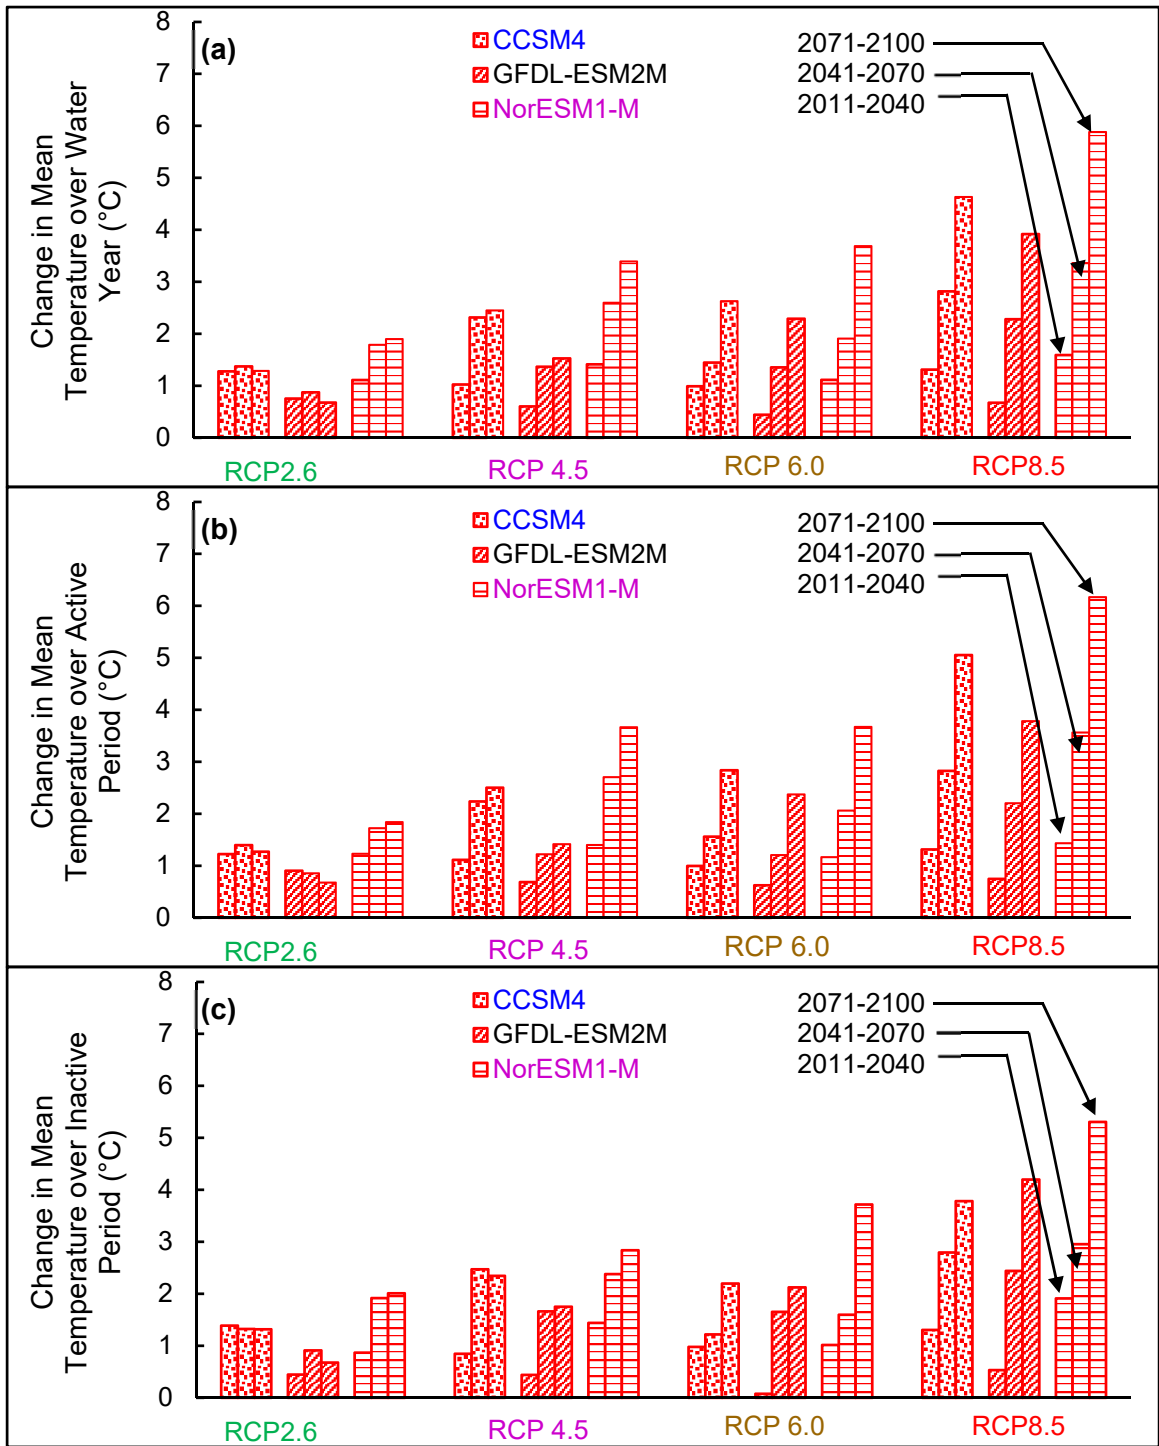 8
7
6
5
4
3
2
1
0
Change in Mean
Temperature over Water
Year (°C)
(a)
CCSM4
GFDL-ESM2M
NorESM1-M
2071-2100
2041-2070
2011-2040
RCP2.6
RCP 4.5
RCP 6.0
RCP8.5
8
7
6
5
4
3
2
1
0
Change in Mean
Temperature over Active
Period (°C)
(b)
CCSM4
GFDL-ESM2M
NorESM1-M
2071-2100
2041-2070
2011-2040
RCP2.6
RCP 4.5
RCP 6.0
RCP8.5
8
7
6
5
4
3
2
1
0
Change in Mean
Temperature over Inactive
Period (°C)
(c)
CCSM4
GFDL-ESM2M
NorESM1-M
2071-2100
2041-2070
2011-2040
RCP2.6
RCP 4.5
RCP 6.0
RCP8.5